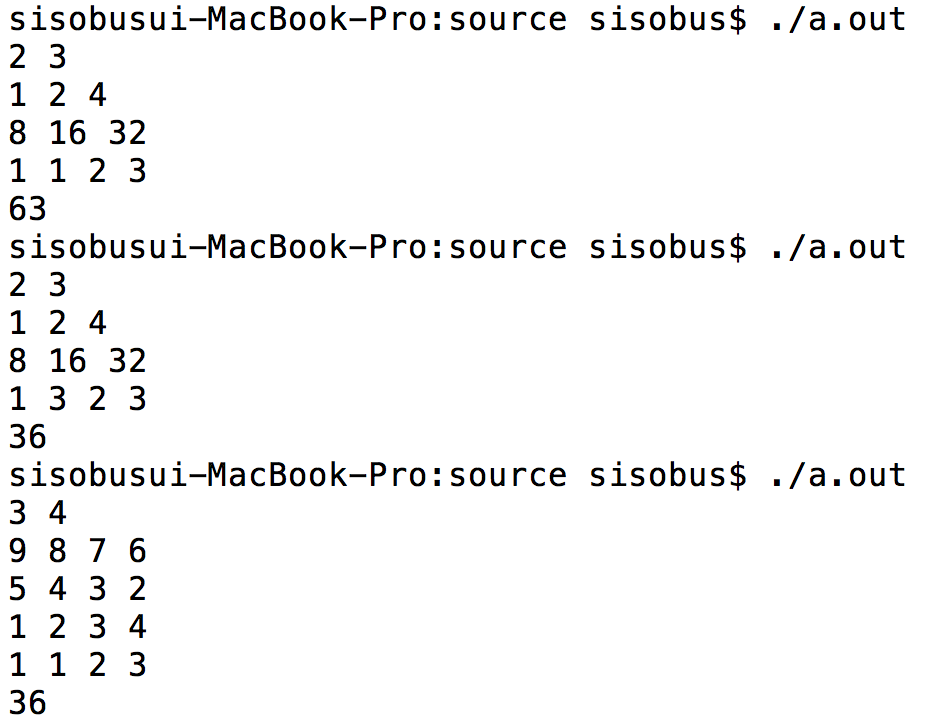 sisobusui-MacBook-Pro:source sisobus$ ./a.out
2 3
1 2 4
8 16 32
1 1 2 3
63
sisobusui-MacBook-Pro:source sisobus$ ./a.out
2 3
1 2 4
8 16 32
1 3 2 3
36
sisobusui-MacBook-Pro:source sisobus$ ./a.out
3 4
9 8 7 6
5 4 3 2
1 2 3 4
1 1 2 3
36